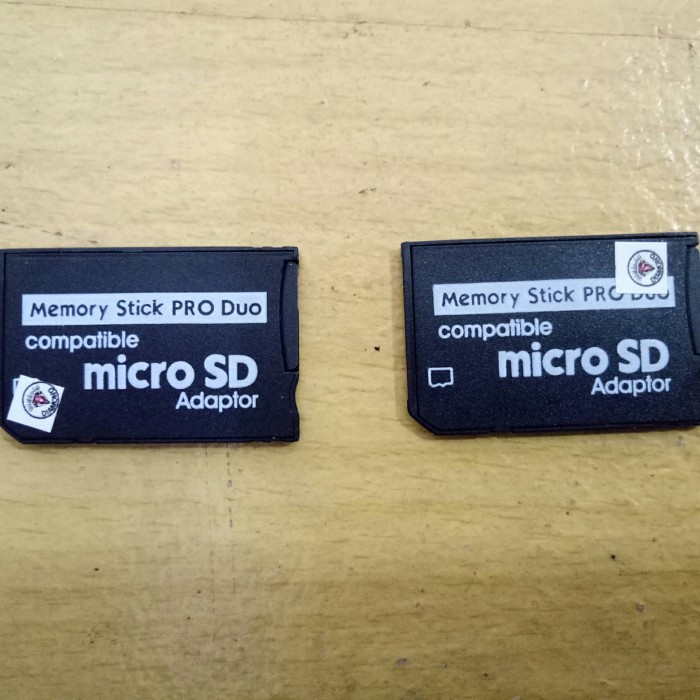 Memory Stick PRO Duo
compatible
micro SD
Adaptor
Memory Stick PRO Duo
compatible
micro SD
Adaptor